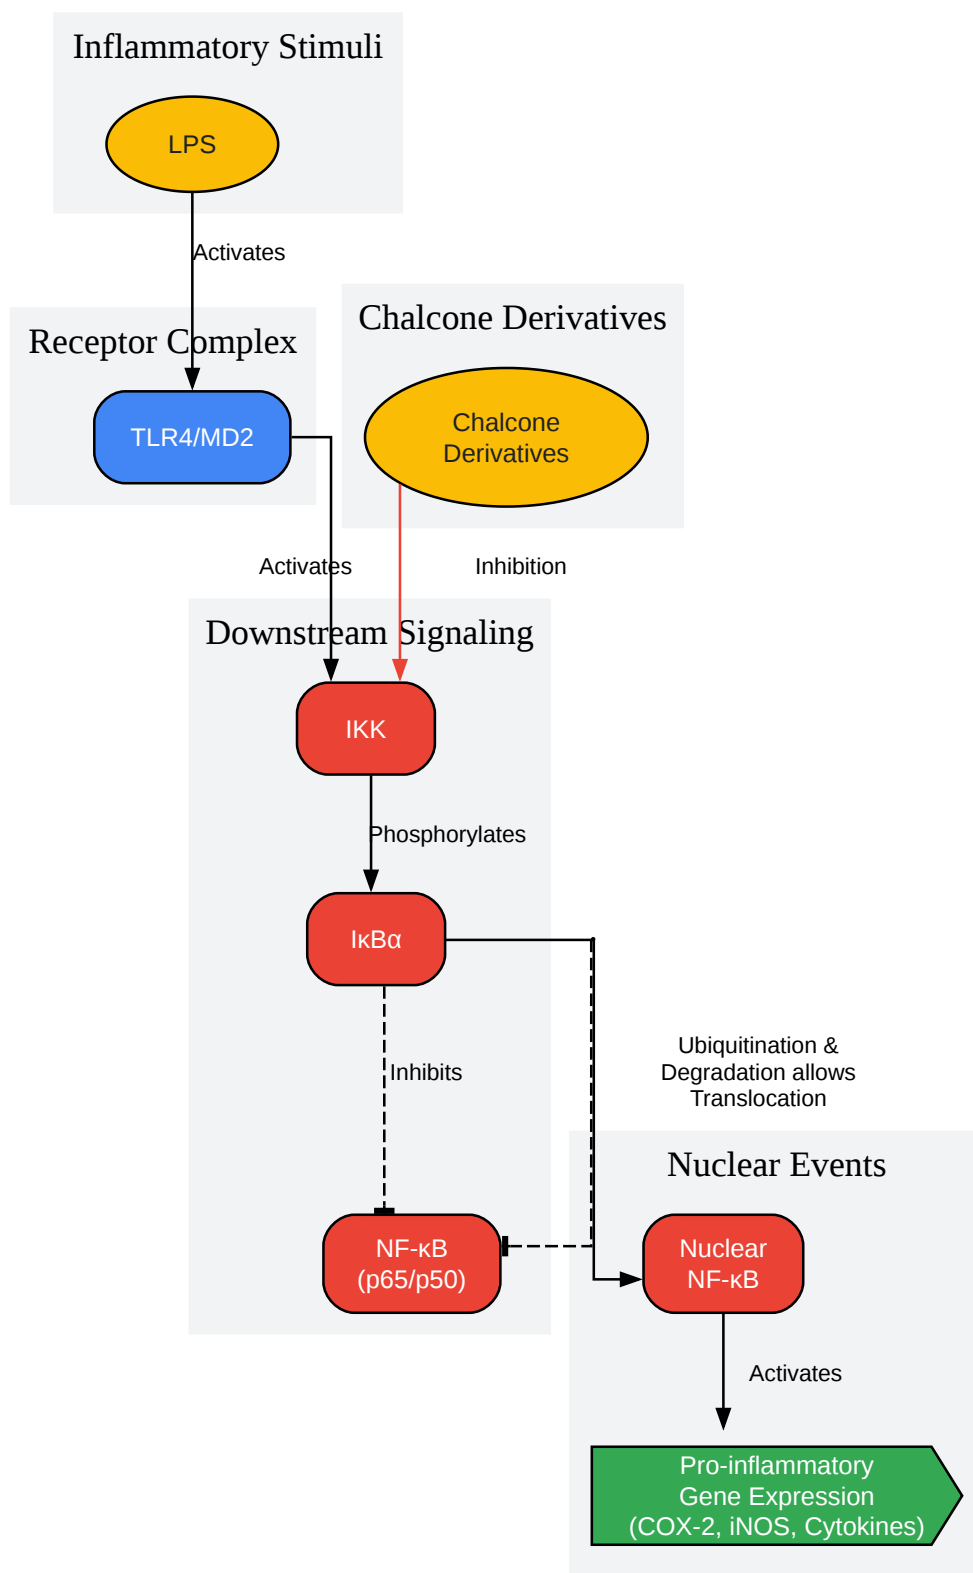 Inflammatory Stimuli
LPS
Activates
Receptor Complex
TLR4/MD2
Chalcone Derivatives
Chalcone
Derivatives
Activates
Inhibition
Downstream Signaling
IKK
Phosphorylates
IκBα
Inhibits
Ubiquitination &
Degradation allows
Translocation
NF-κB
(p65/p50)
Nuclear Events
Nuclear
NF-κB
Activates
Pro-inflammatory
Gene Expression
(COX-2, iNOS, Cytokines)